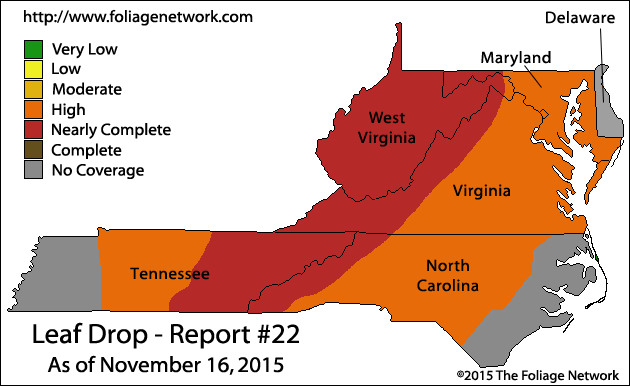 http://www.foliagenetwork.com
Delaware
Very Low
Low
Moderate
High
Nearly Complete
Complete
No Coverage
Maryland
West
Virginia
Virginia
Tennessee
North
Carolina
Leaf Drop - Report #22
As of November 16, 2015
©2015 The Foliage Network